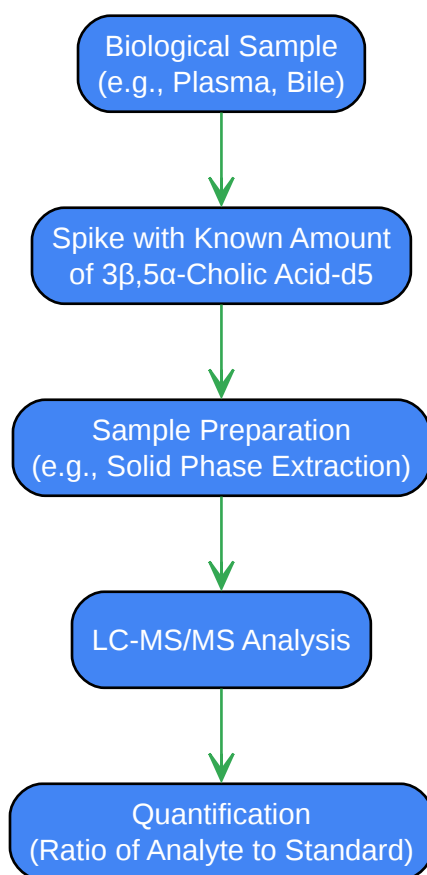 Biological Sample
(e.g., Plasma, Bile)
Spike with Known Amount
of 3β,5α-Cholic Acid-d5
Sample Preparation
(e.g., Solid Phase Extraction)
LC-MS/MS Analysis
Quantification
(Ratio of Analyte to Standard)